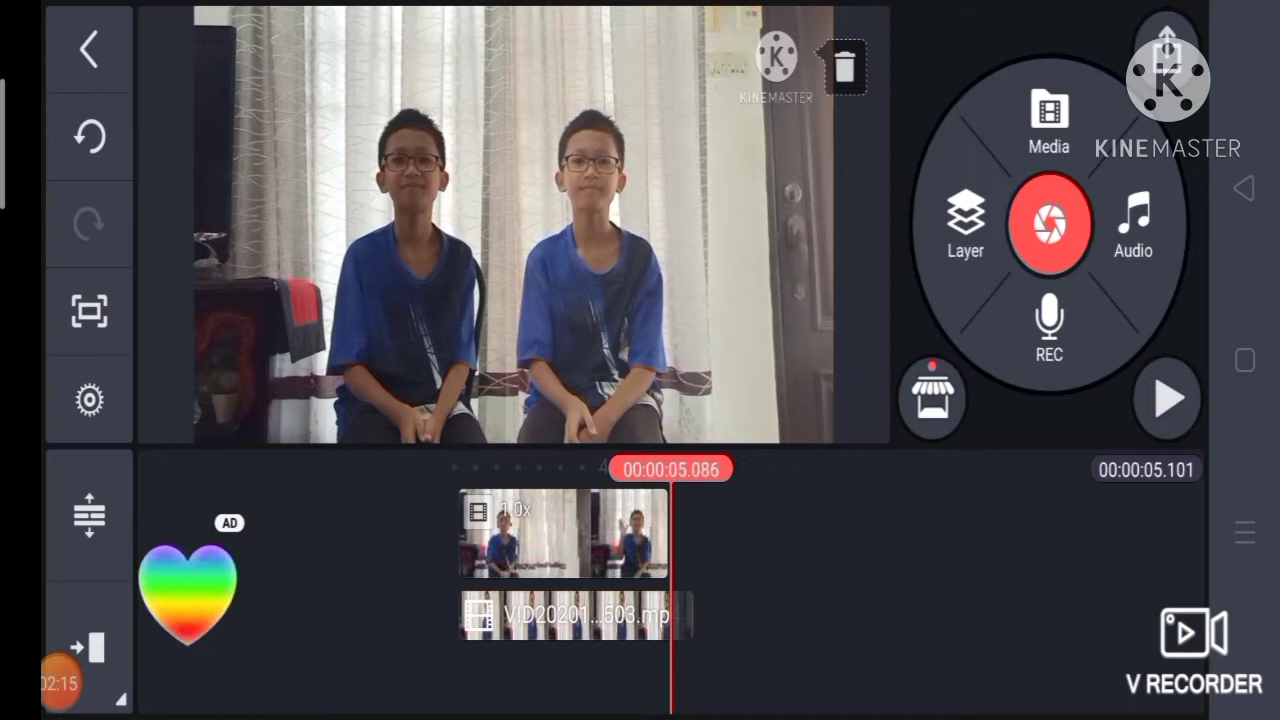 K
KINEMASTER
K
KINEMASTER
Media
Layer
Audio
REC
4
00:00:05.086
00:00:05.101
1.0x
AD
VID20201...503.mp
02:15
V RECORDER